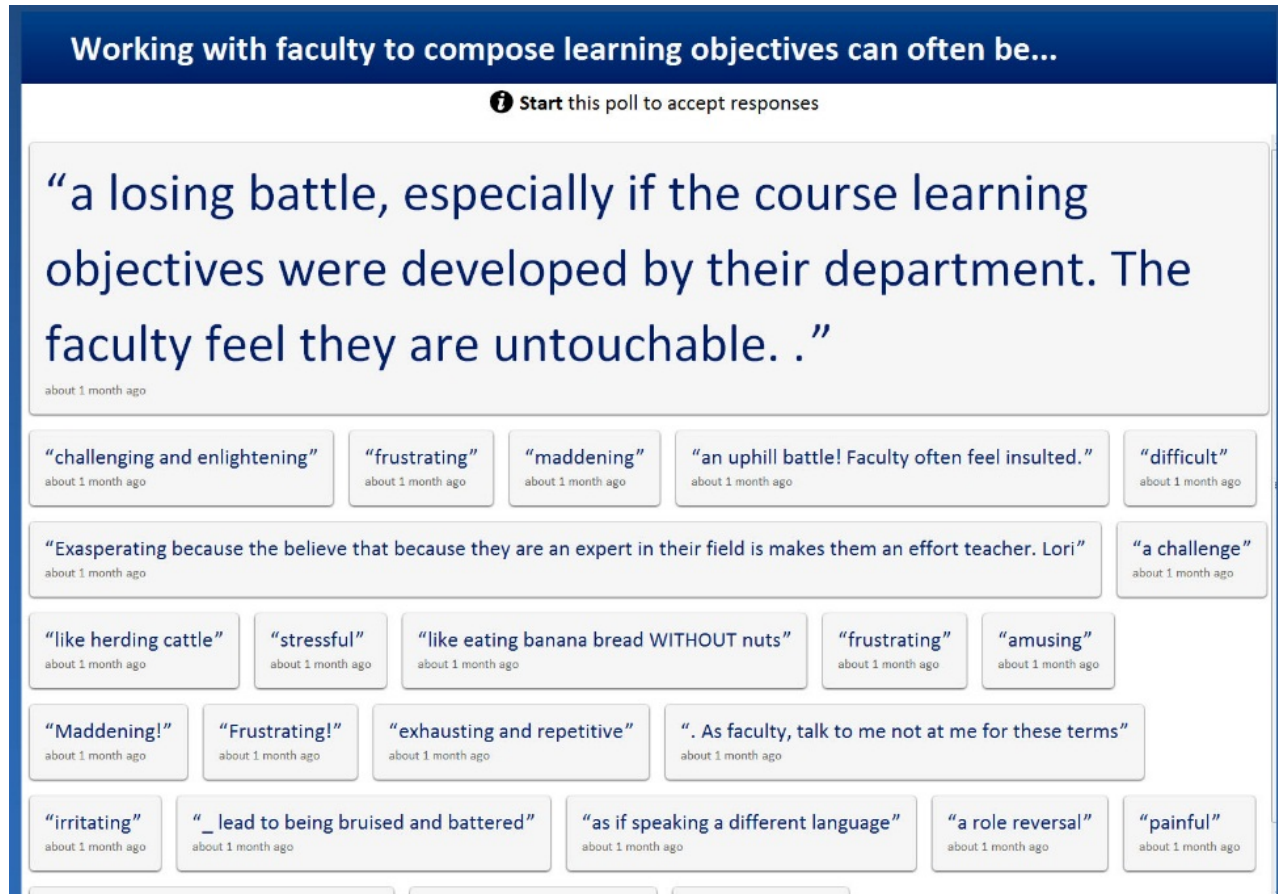 Working with faculty to compose learning objectives can often be...
Start this poll to accept responses
“a losing battle, especially if the course learning
objectives were developed by their department. The
faculty feel they are untouchable. .”
about 1 month ago
“challenging and enlightening”
about 1 month ago
“frustrating”
about 1 month ago
“maddening”
about 1 month ago
“an uphill battle! Faculty often feel insulted.”
about 1 month ago
“difficult”
about 1 month ago
“Exasperating because the believe that because they are an expert in their field is makes them an effort teacher. Lori”
about 1 month ago
“a challenge”
about 1 month ago
“like herding cattle”
about 1 month ago
“stressful”
about 1 month ago
“like eating banana bread WITHOUT nuts”
about 1 month ago
“frustrating”
about 1 month ago
“amusing”
about 1 month ago
“Maddening!”
about 1 month ago
“Frustrating!”
about 1 month ago
“exhausting and repetitive”
about 1 month ago
“. As faculty, talk to me not at me for these terms”
about 1 month ago
“irritating”
about 1 month ago
“_ lead to being bruised and battered”
about 1 month ago
“as if speaking a different language”
about 1 month ago
“a role reversal”
about 1 month ago
“painful”
about 1 month ago